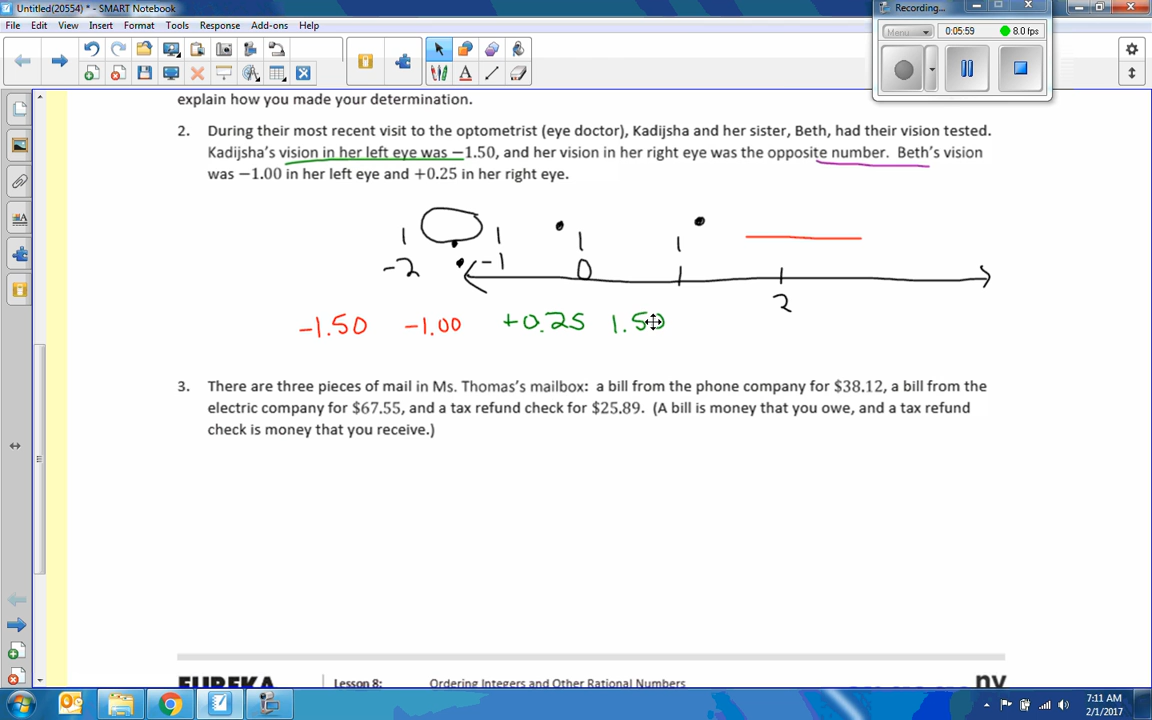 Untitled(20554) * - SMART Notebook
Recording...
File Edit View Insert Format Tools Response Add-ons Help
Menu 0:05:59 8.0 fps
explain how you made your determination.
2. During their most recent visit to the optometrist (eye doctor), Kadijsha and her sister, Beth, had their vision tested.
Kadijsha's vision in her left eye was −1.50, and her vision in her right eye was the opposite number. Beth's vision
was −1.00 in her left eye and +0.25 in her right eye.
-2 -1 0 1 2
-1.50 -1.00 +0.25 1.50
3. There are three pieces of mail in Ms. Thomas's mailbox: a bill from the phone company for $38.12, a bill from the
electric company for $67.55, and a tax refund check for $25.89. (A bill is money that you owe, and a tax refund
check is money that you receive.)
EUREKA Lesson 8: Ordering Integers and Other Rational Numbers ny
7:11 AM
2/1/2017